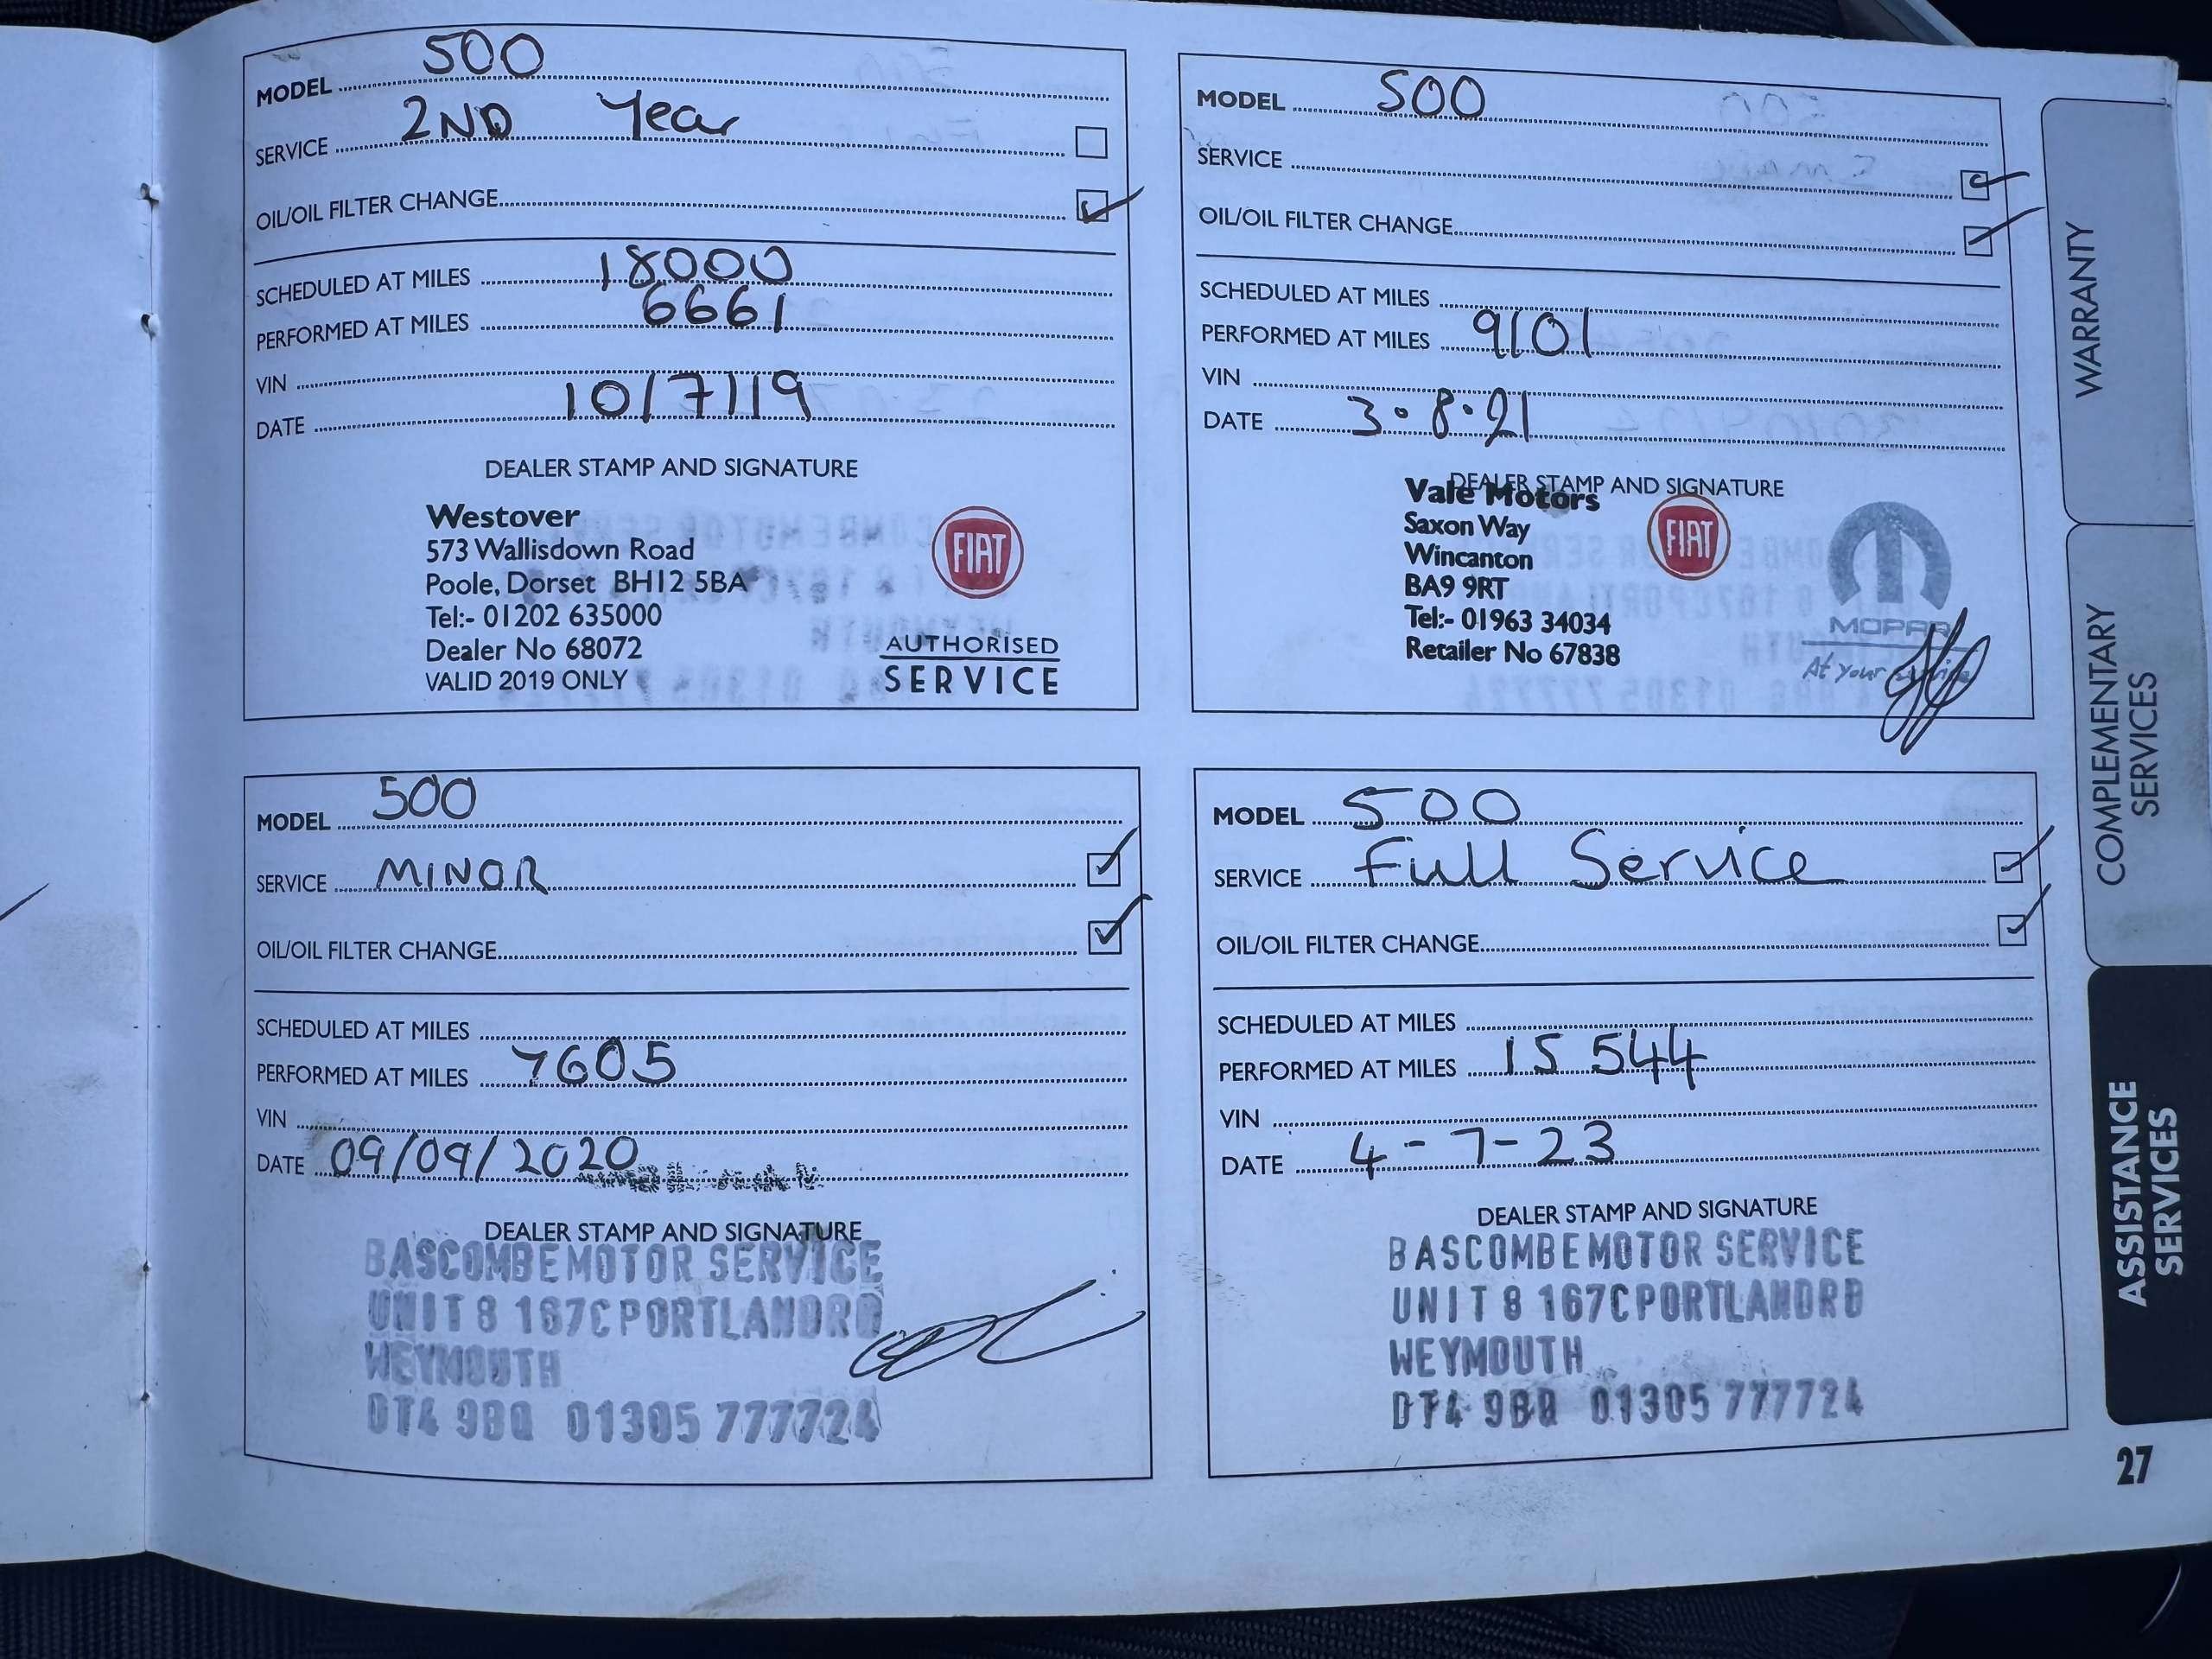 MODEL 500
SERVICE 2ND Year
OIL/OIL FILTER CHANGE
SCHEDULED AT MILES 18000
PERFORMED AT MILES 6661
VIN
DATE 10/7/19
DEALER STAMP AND SIGNATURE
Westover
573 Wallisdown Road
Poole, Dorset BH12 5BA
Tel:- 01202 635000
Dealer No 68072
VALID 2019 ONLY
FIAT
AUTHORISED
SERVICE
MODEL 500
SERVICE
OIL/OIL FILTER CHANGE
SCHEDULED AT MILES
PERFORMED AT MILES 9101
VIN
DATE 3.8.21
DEALER STAMP AND SIGNATURE
Vale Motors
Saxon Way
Wincanton
BA9 9RT
Tel:- 01963 34034
Retailer No 67838
FIAT
MOPAR
At your service
MODEL 500
SERVICE MINOR
OIL/OIL FILTER CHANGE
SCHEDULED AT MILES
PERFORMED AT MILES 7605
VIN
DATE 09/09/2020
DEALER STAMP AND SIGNATURE
BASCOMBE MOTOR SERVICE
UNIT 8 167C PORTLAND RD
WEYMOUTH
DT4 9BQ 01305 777724
MODEL 500
SERVICE Full Service
OIL/OIL FILTER CHANGE
SCHEDULED AT MILES
PERFORMED AT MILES 15544
VIN
DATE 4-7-23
DEALER STAMP AND SIGNATURE
BASCOMBE MOTOR SERVICE
UNIT 8 167C PORTLAND RD
WEYMOUTH
DT4 9BQ 01305 777724
WARRANTY
COMPLEMENTARY
SERVICES
ASSISTANCE
SERVICES
27